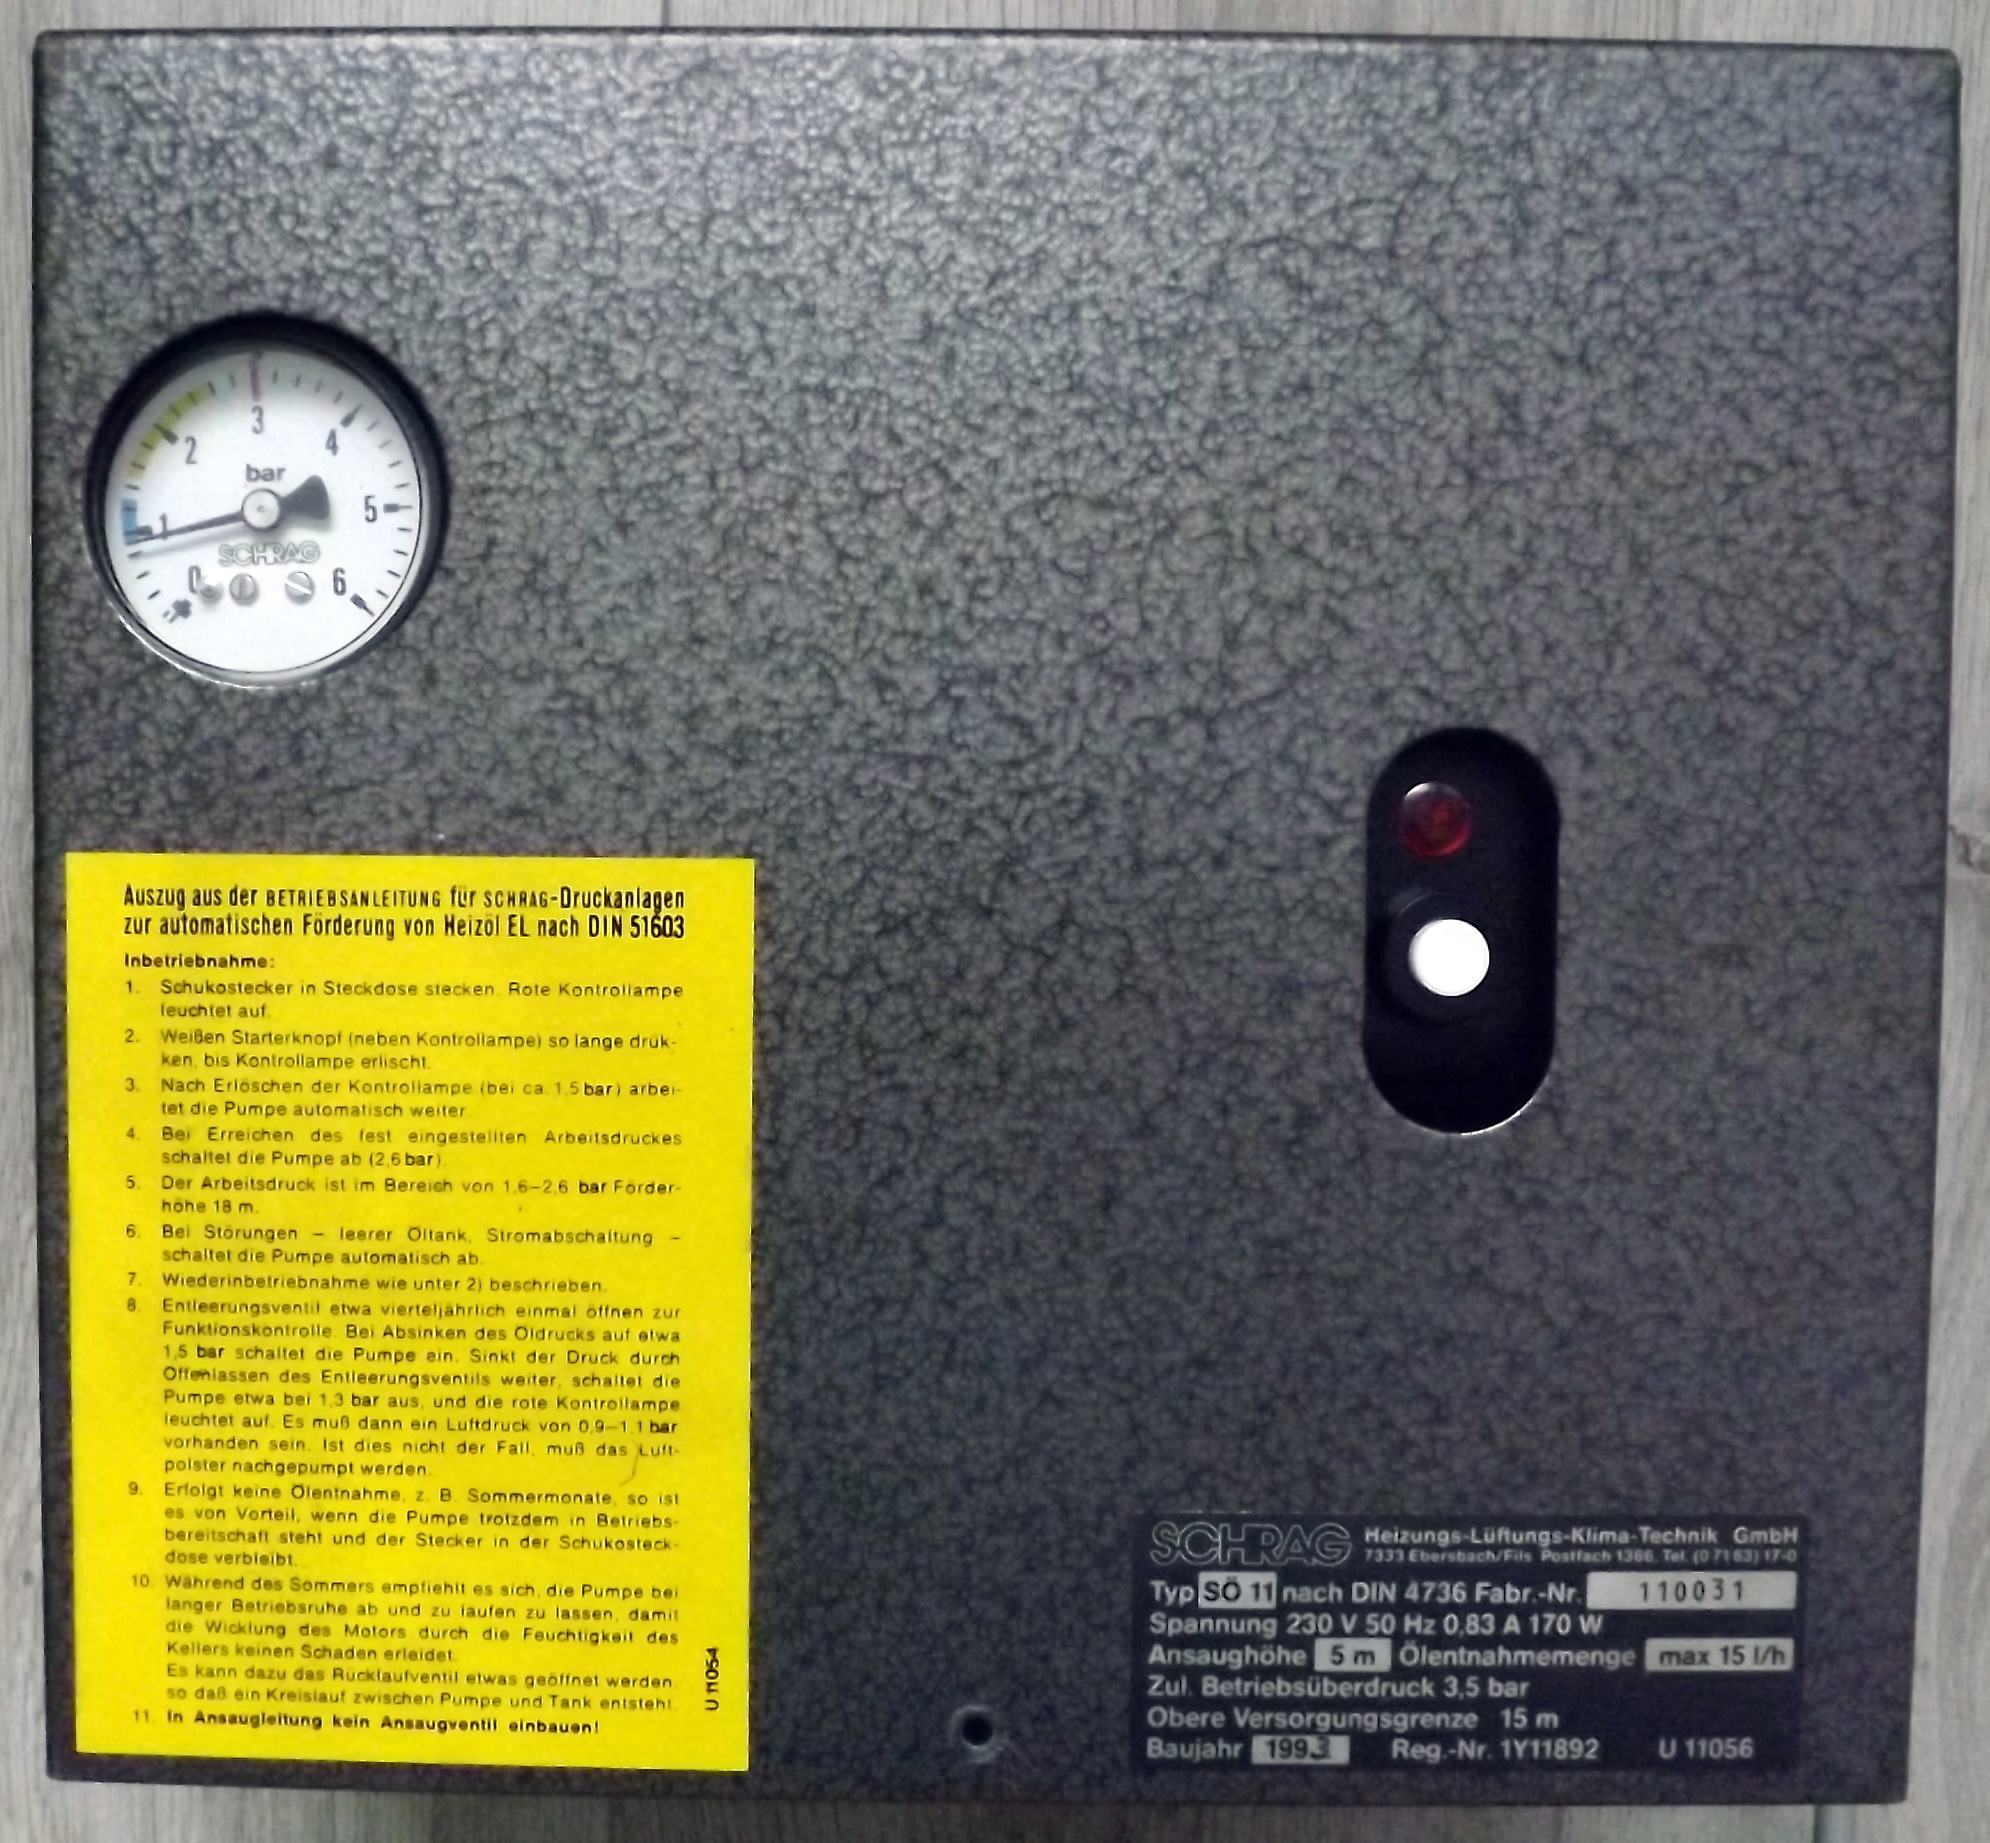 3
2
4
bar
1
5
SCHRAG
0
6
Auszug aus der BETRIEBSANLEITUNG für SCHRAG-Druckanlagen
zur automatischen Förderung von Heizöl EL nach DIN 51603
Inbetriebnahme:
1. Schukostecker in Steckdose stecken. Rote Kontrollampe
leuchtet auf.
2. Weißen Starterknopf (neben Kontrollampe) so lange drük-
ken, bis Kontrollampe erlischt.
3. Nach Erlöschen der Kontrollampe (bei ca. 1,5 bar) arbei-
tet die Pumpe automatisch weiter.
4. Bei Erreichen des fest eingestellten Arbeitsdruckes
schaltet die Pumpe ab (2,6 bar).
5. Der Arbeitsdruck ist im Bereich von 1,6–2,6 bar Förder-
höhe 18 m.
6. Bei Störungen – leerer Öltank, Stromabschaltung –
schaltet die Pumpe automatisch ab.
7. Wiederinbetriebnahme wie unter 2) beschrieben.
8. Entleerungsventil etwa vierteljährlich einmal öffnen zur
Funktionskontrolle. Bei Absinken des Öldrucks auf etwa
1,5 bar schaltet die Pumpe ein. Sinkt der Druck durch
Offenlassen des Entleerungsventils weiter, schaltet die
Pumpe etwa bei 1,3 bar aus, und die rote Kontrollampe
leuchtet auf. Es muß dann ein Luftdruck von 0,9–1,1 bar
vorhanden sein. Ist dies nicht der Fall, muß das Luft-
polster nachgepumpt werden.
9. Erfolgt keine Ölentnahme, z. B. Sommermonate, so ist
es von Vorteil, wenn die Pumpe trotzdem in Betriebs-
bereitschaft steht und der Stecker in der Schukosteck-
dose verbleibt.
10. Während des Sommers empfiehlt es sich, die Pumpe bei
langer Betriebsruhe ab und zu laufen zu lassen, damit
die Wicklung des Motors durch die Feuchtigkeit des
Kellers keinen Schaden erleidet.
Es kann dazu das Rücklaufventil etwas geöffnet werden,
so daß ein Kreislauf zwischen Pumpe und Tank entsteht.
11. In Ansaugleitung kein Ansaugventil einbauen!
U 11054
SCHRAG Heizungs-Lüftungs-Klima-Technik GmbH
7333 Ebersbach/Fils Postfach 1366, Tel. (0 71 63) 17-0
Typ SÖ 11 nach DIN 4736 Fabr.-Nr. 110031
Spannung 230 V 50 Hz 0,83 A 170 W
Ansaughöhe 5 m Ölentnahmemenge max 15 l/h
Zul. Betriebsüberdruck 3,5 bar
Obere Versorgungsgrenze 15 m
Baujahr 1993 Reg.-Nr. 1Y11892 U 11056